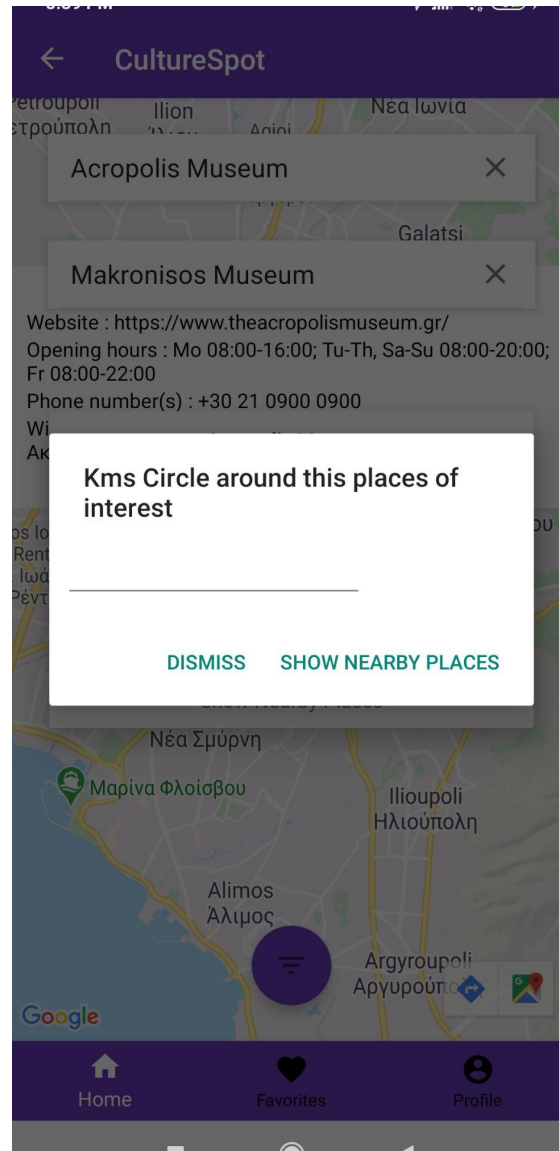 CultureSpot
Petroupoli
Ilion
Νέα Ιωνία
Acropolis Museum
Galatsi
Makronisos Museum
Website : https://www.theacropolismuseum.gr/
Opening hours : Mo 08:00-16:00; Tu-Th, Sa-Su 08:00-20:00;
Fr 08:00-22:00
Phone number(s) : +30 21 0900 0900
Kms Circle around this places of
interest
DISMISS SHOW NEARBY PLACES
Νέα Σμύρνη
Μαρίνα Φλοίσβου
Ilioupoli
Ηλιούπολη
Alimos
Άλιμος
Argyroupoli
Google
Home Favorites Profile